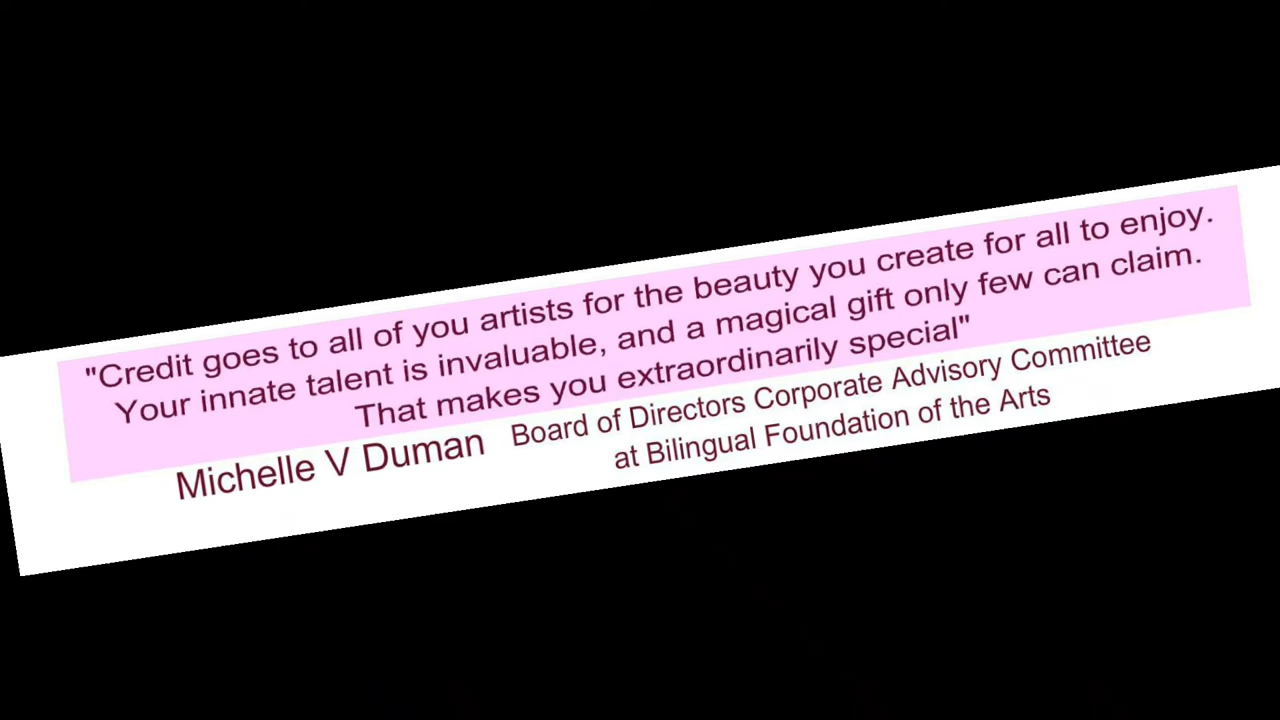 "Credit goes to all of you artists for the beauty you create for all to enjoy.
Your innate talent is invaluable, and a magical gift only few can claim.
That makes you extraordinarily special"
Michelle V Duman Board of Directors Corporate Advisory Committee
at Bilingual Foundation of the Arts